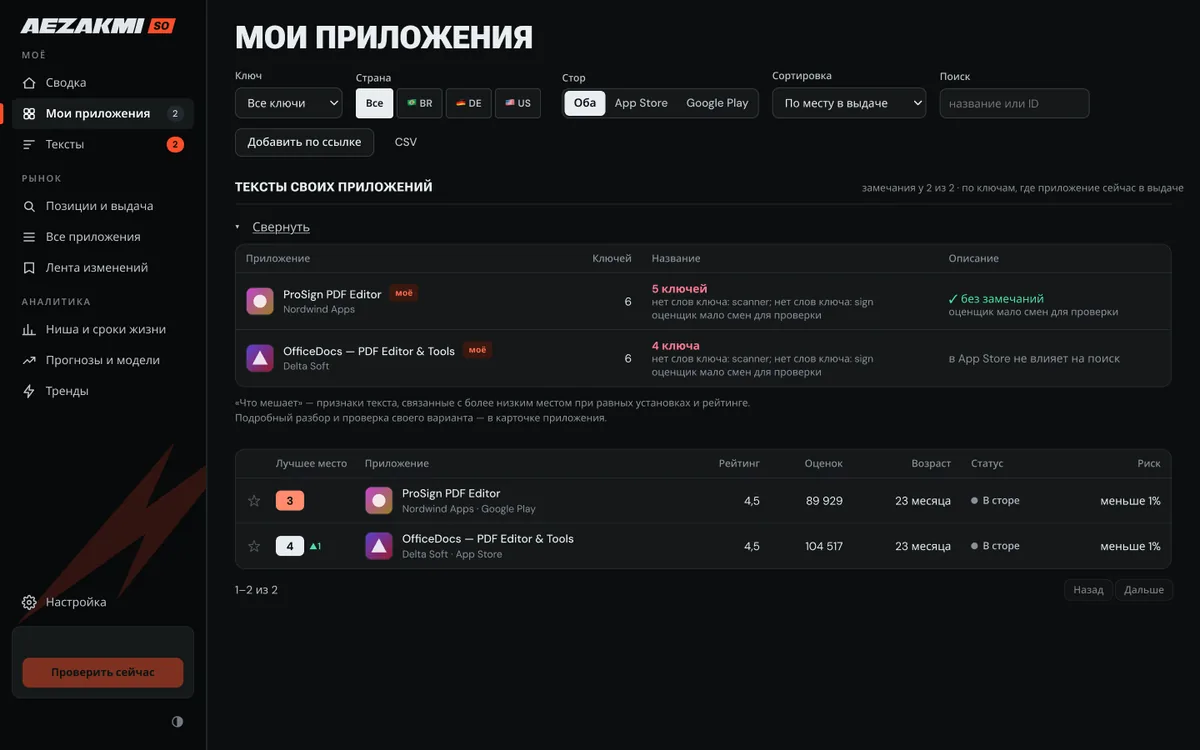 AEZAKMI SO
МОЁ
Сводка
Мои приложения 2
Тексты 2
РЫНОК
Позиции и выдача
Все приложения
Лента изменений
АНАЛИТИКА
Ниша и сроки жизни
Прогнозы и модели
Тренды
Настройка
Проверить сейчас
МОИ ПРИЛОЖЕНИЯ
Ключ
Все ключи
Страна
Все BR DE US
Стор
Оба App Store Google Play
Сортировка
По месту в выдаче
Поиск
название или ID
Добавить по ссылке CSV
ТЕКСТЫ СВОИХ ПРИЛОЖЕНИЙ
замечания у 2 из 2 · по ключам, где приложение сейчас в выдаче
Свернуть
Приложение Ключей Название Описание
ProSign PDF Editor моё
Nordwind Apps
6
5 ключей
нет слов ключа: scanner; нет слов ключа: sign
оценщик мало смен для проверки
✓ без замечаний
оценщик мало смен для проверки
OfficeDocs — PDF Editor & Tools моё
Delta Soft
6
4 ключа
нет слов ключа: scanner; нет слов ключа: sign
оценщик мало смен для проверки
в App Store не влияет на поиск
«Что мешает» — признаки текста, связанные с более низким местом при равных установках и рейтинге.
Подробный разбор и проверка своего варианта — в карточке приложения.
Лучшее место Приложение Рейтинг Оценок Возраст Статус Риск
3
ProSign PDF Editor
Nordwind Apps · Google Play
4,5 89 929 23 месяца В сторе меньше 1%
4 ▲1
OfficeDocs — PDF Editor & Tools
Delta Soft · App Store
4,5 104 517 23 месяца В сторе меньше 1%
1–2 из 2
Назад Дальше